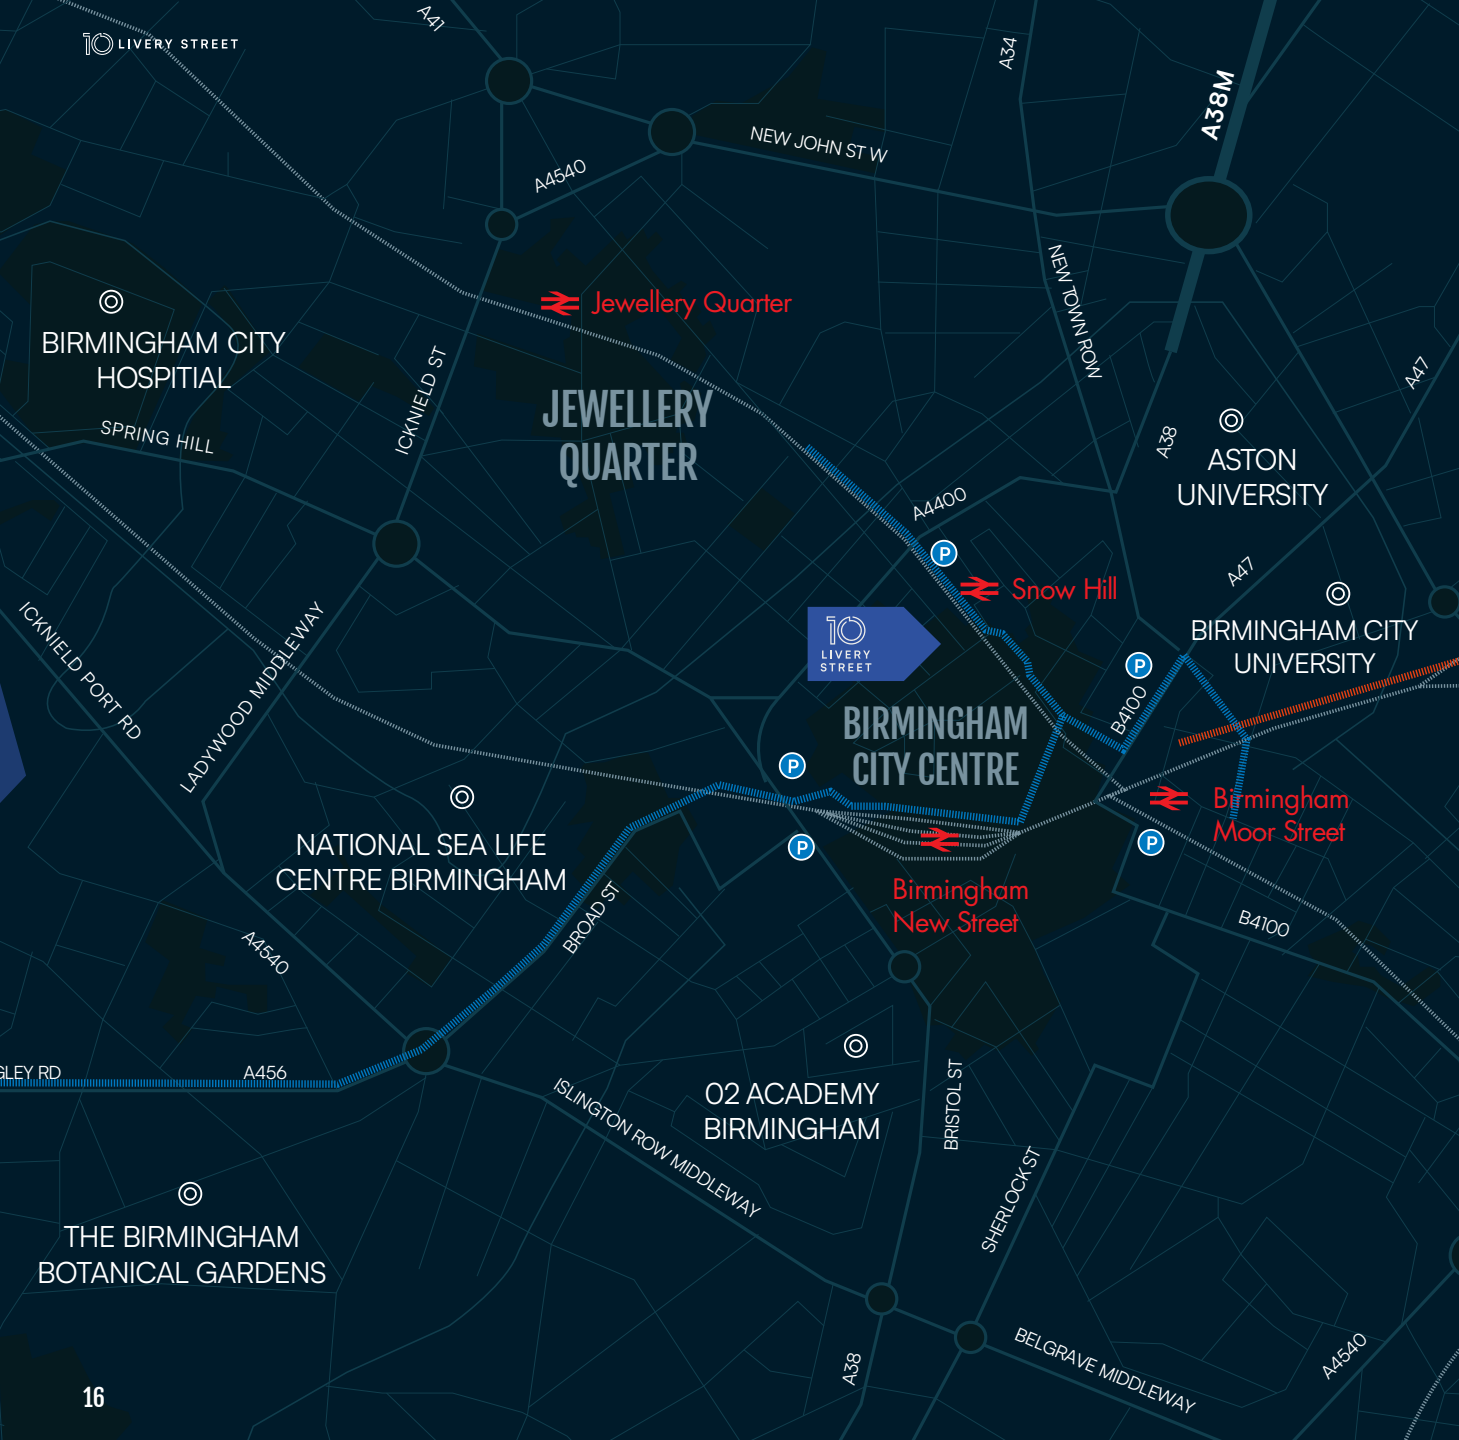 10 LIVERY STREET
A41
A34
A38M
NEW JOHN ST W
A4540
NEW TOWN ROW
Jewellery Quarter
BIRMINGHAM CITY
HOSPITIAL
ICKNIELD ST
A47
JEWELLERY
QUARTER
SPRING HILL
A38
ASTON
UNIVERSITY
A4400
P
Snow Hill
A47
ICKNIELD PORT RD
LADYWOOD MIDDLEWAY
10
LIVERY
STREET
BIRMINGHAM CITY
UNIVERSITY
P
B4100
BIRMINGHAM
CITY CENTRE
P
Birmingham
Moor Street
P
P
NATIONAL SEA LIFE
CENTRE BIRMINGHAM
Birmingham
New Street
BROAD ST
B4100
A4540
GLEY RD
A456
02 ACADEMY
BIRMINGHAM
BRISTOL ST
ISLINGTON ROW MIDDLEWAY
SHERLOCK ST
THE BIRMINGHAM
BOTANICAL GARDENS
A38
BELGRAVE MIDDLEWAY
A4540
16